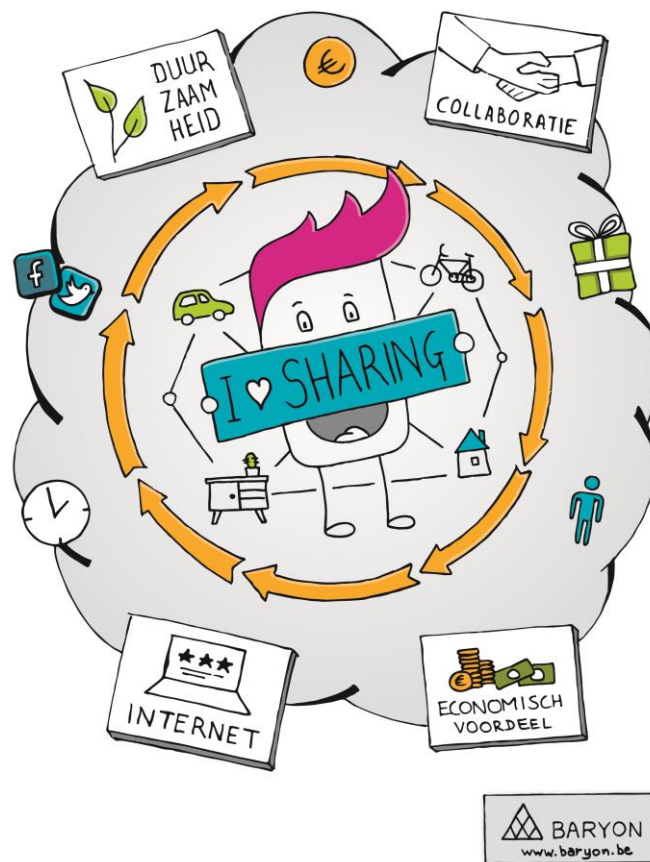 DUUR
ZAAM
HEID
€
COLLABORATIE
f
I ♥ SHARING
★★★
INTERNET
€
ECONOMISCH
VOORDEEL
BARYON
www.baryon.be